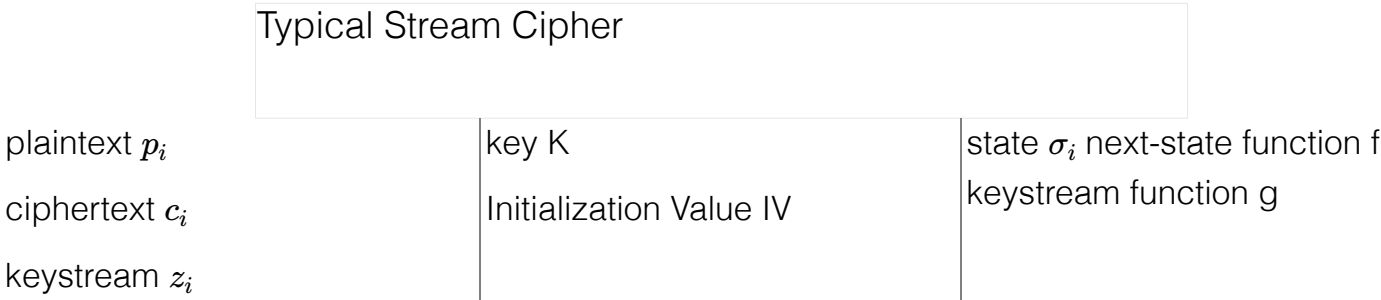 Typical Stream Cipher
plaintext pᵢ
ciphertext cᵢ
keystream zᵢ
key K
Initialization Value IV
state σᵢ next-state function f
keystream function g